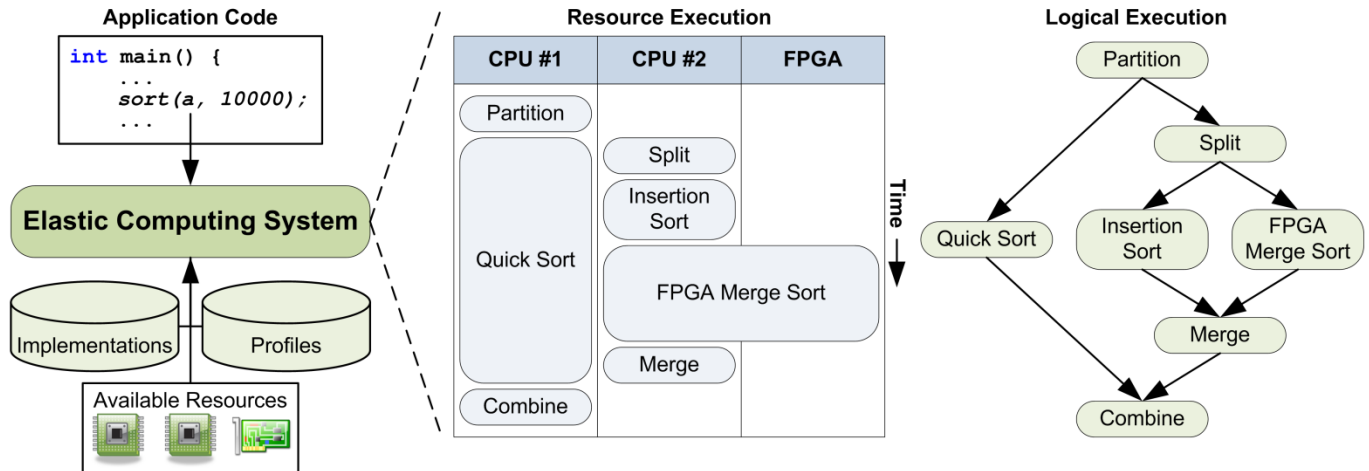 Application Code
int main() {
...
sort(a, 10000);
...
Elastic Computing System
Implementations
Profiles
Available Resources
Resource Execution
CPU #1
CPU #2
FPGA
Partition
Quick Sort
Combine
Split
Insertion
Sort
FPGA Merge Sort
Merge
Time
Logical Execution
Partition
Split
Quick Sort
Insertion
Sort
FPGA
Merge Sort
Merge
Combine